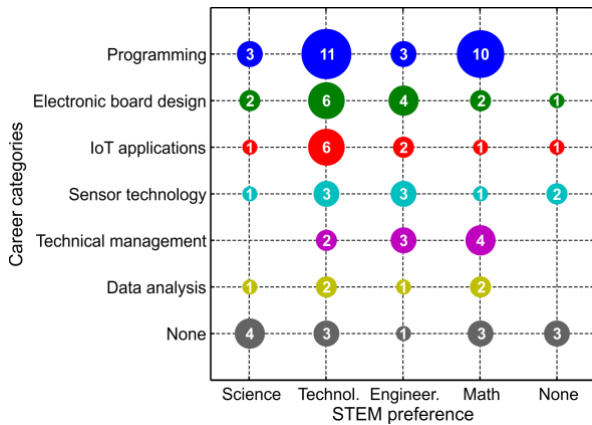 Career categories
Programming 3 11 3 10
Electronic board design 2 6 4 2 1
IoT applications 1 6 2 1 1
Sensor technology 1 3 3 1 2
Technical management 2 3 4
Data analysis 1 2 1 2
None 4 3 1 3 3
Science Technol. Engineer. Math None
STEM preference